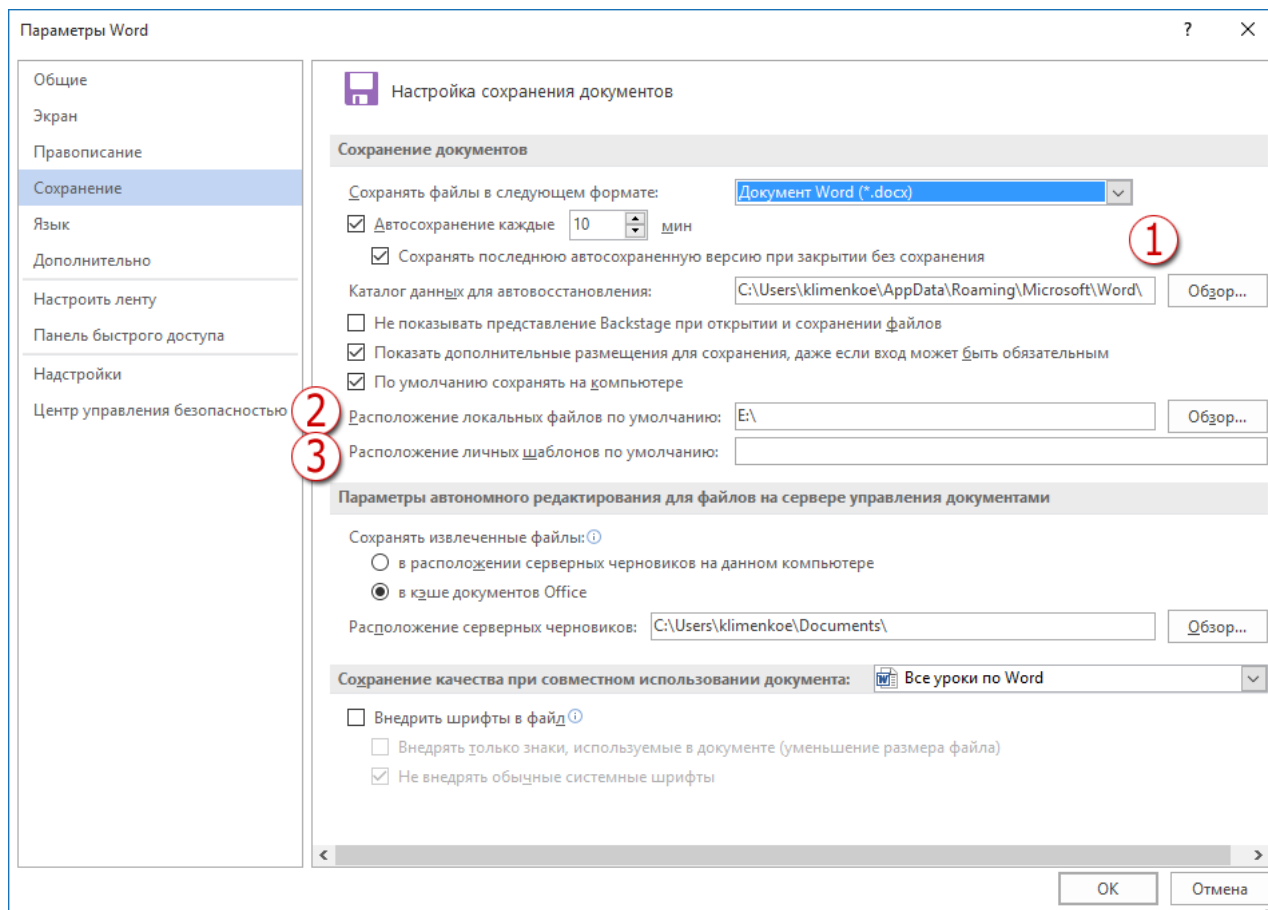 Параметры Word
?
Общие
Экран
Правописание
Сохранение
Язык
Дополнительно
Настроить ленту
Панель быстрого доступа
Надстройки
Центр управления безопасностью
Настройка сохранения документов
Сохранение документов
Сохранять файлы в следующем формате: Документ Word (*.docx)
Автосохранение каждые 10 мин
1
Сохранять последнюю автосохраненную версию при закрытии без сохранения
Каталог данных для автовосстановления: C:\Users\klimenkoe\AppData\Roaming\Microsoft\Word\ Обзор...
Не показывать представление Backstage при открытии и сохранении файлов
Показать дополнительные размещения для сохранения, даже если вход может быть обязательным
По умолчанию сохранять на компьютере
2 Расположение локальных файлов по умолчанию: E:\ Обзор...
3 Расположение личных шаблонов по умолчанию:
Параметры автономного редактирования для файлов на сервере управления документами
Сохранять извлеченные файлы:
в расположении серверных черновиков на данном компьютере
в кэше документов Office
Расположение серверных черновиков: C:\Users\klimenkoe\Documents\ Обзор...
Сохранение качества при совместном использовании документа: Все уроки по Word
Внедрить шрифты в файл
Внедрять только знаки, используемые в документе (уменьшение размера файла)
Не внедрять обычные системные шрифты
ОК Отмена